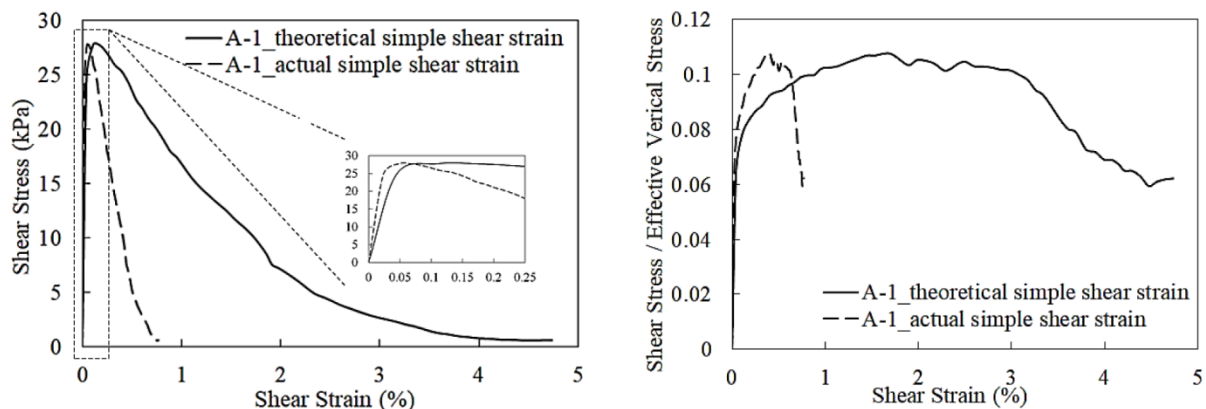 A-1_theoretical simple shear strain
A-1_actual simple shear strain
Shear Stress (kPa)
30
25
20
15
10
5
0
0 1 2 3 4 5
Shear Strain (%)
30
25
20
15
10
5
0
0 0.05 0.1 0.15 0.2 0.25
Shear Stress / Effective Verical Stress
0.12
0.1
0.08
0.06
0.04
0.02
0
0 1 2 3 4 5
Shear Strain (%)
A-1_theoretical simple shear strain
A-1_actual simple shear strain